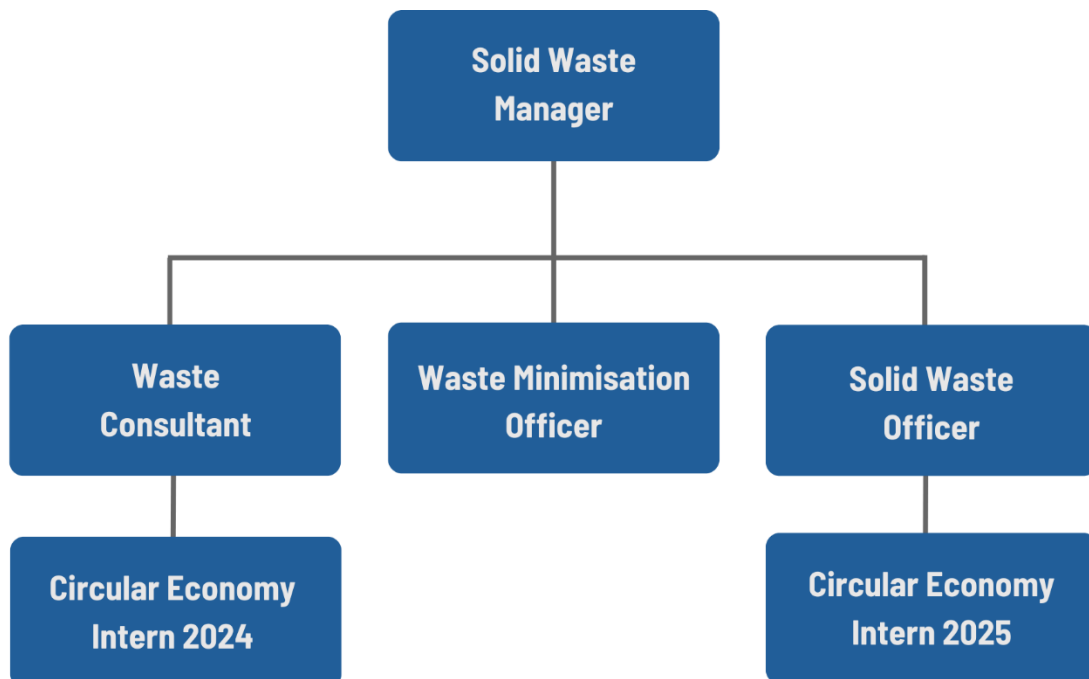 Solid Waste
Manager
Waste
Consultant
Waste Minimisation
Officer
Solid Waste
Officer
Circular Economy
Intern 2024
Circular Economy
Intern 2025